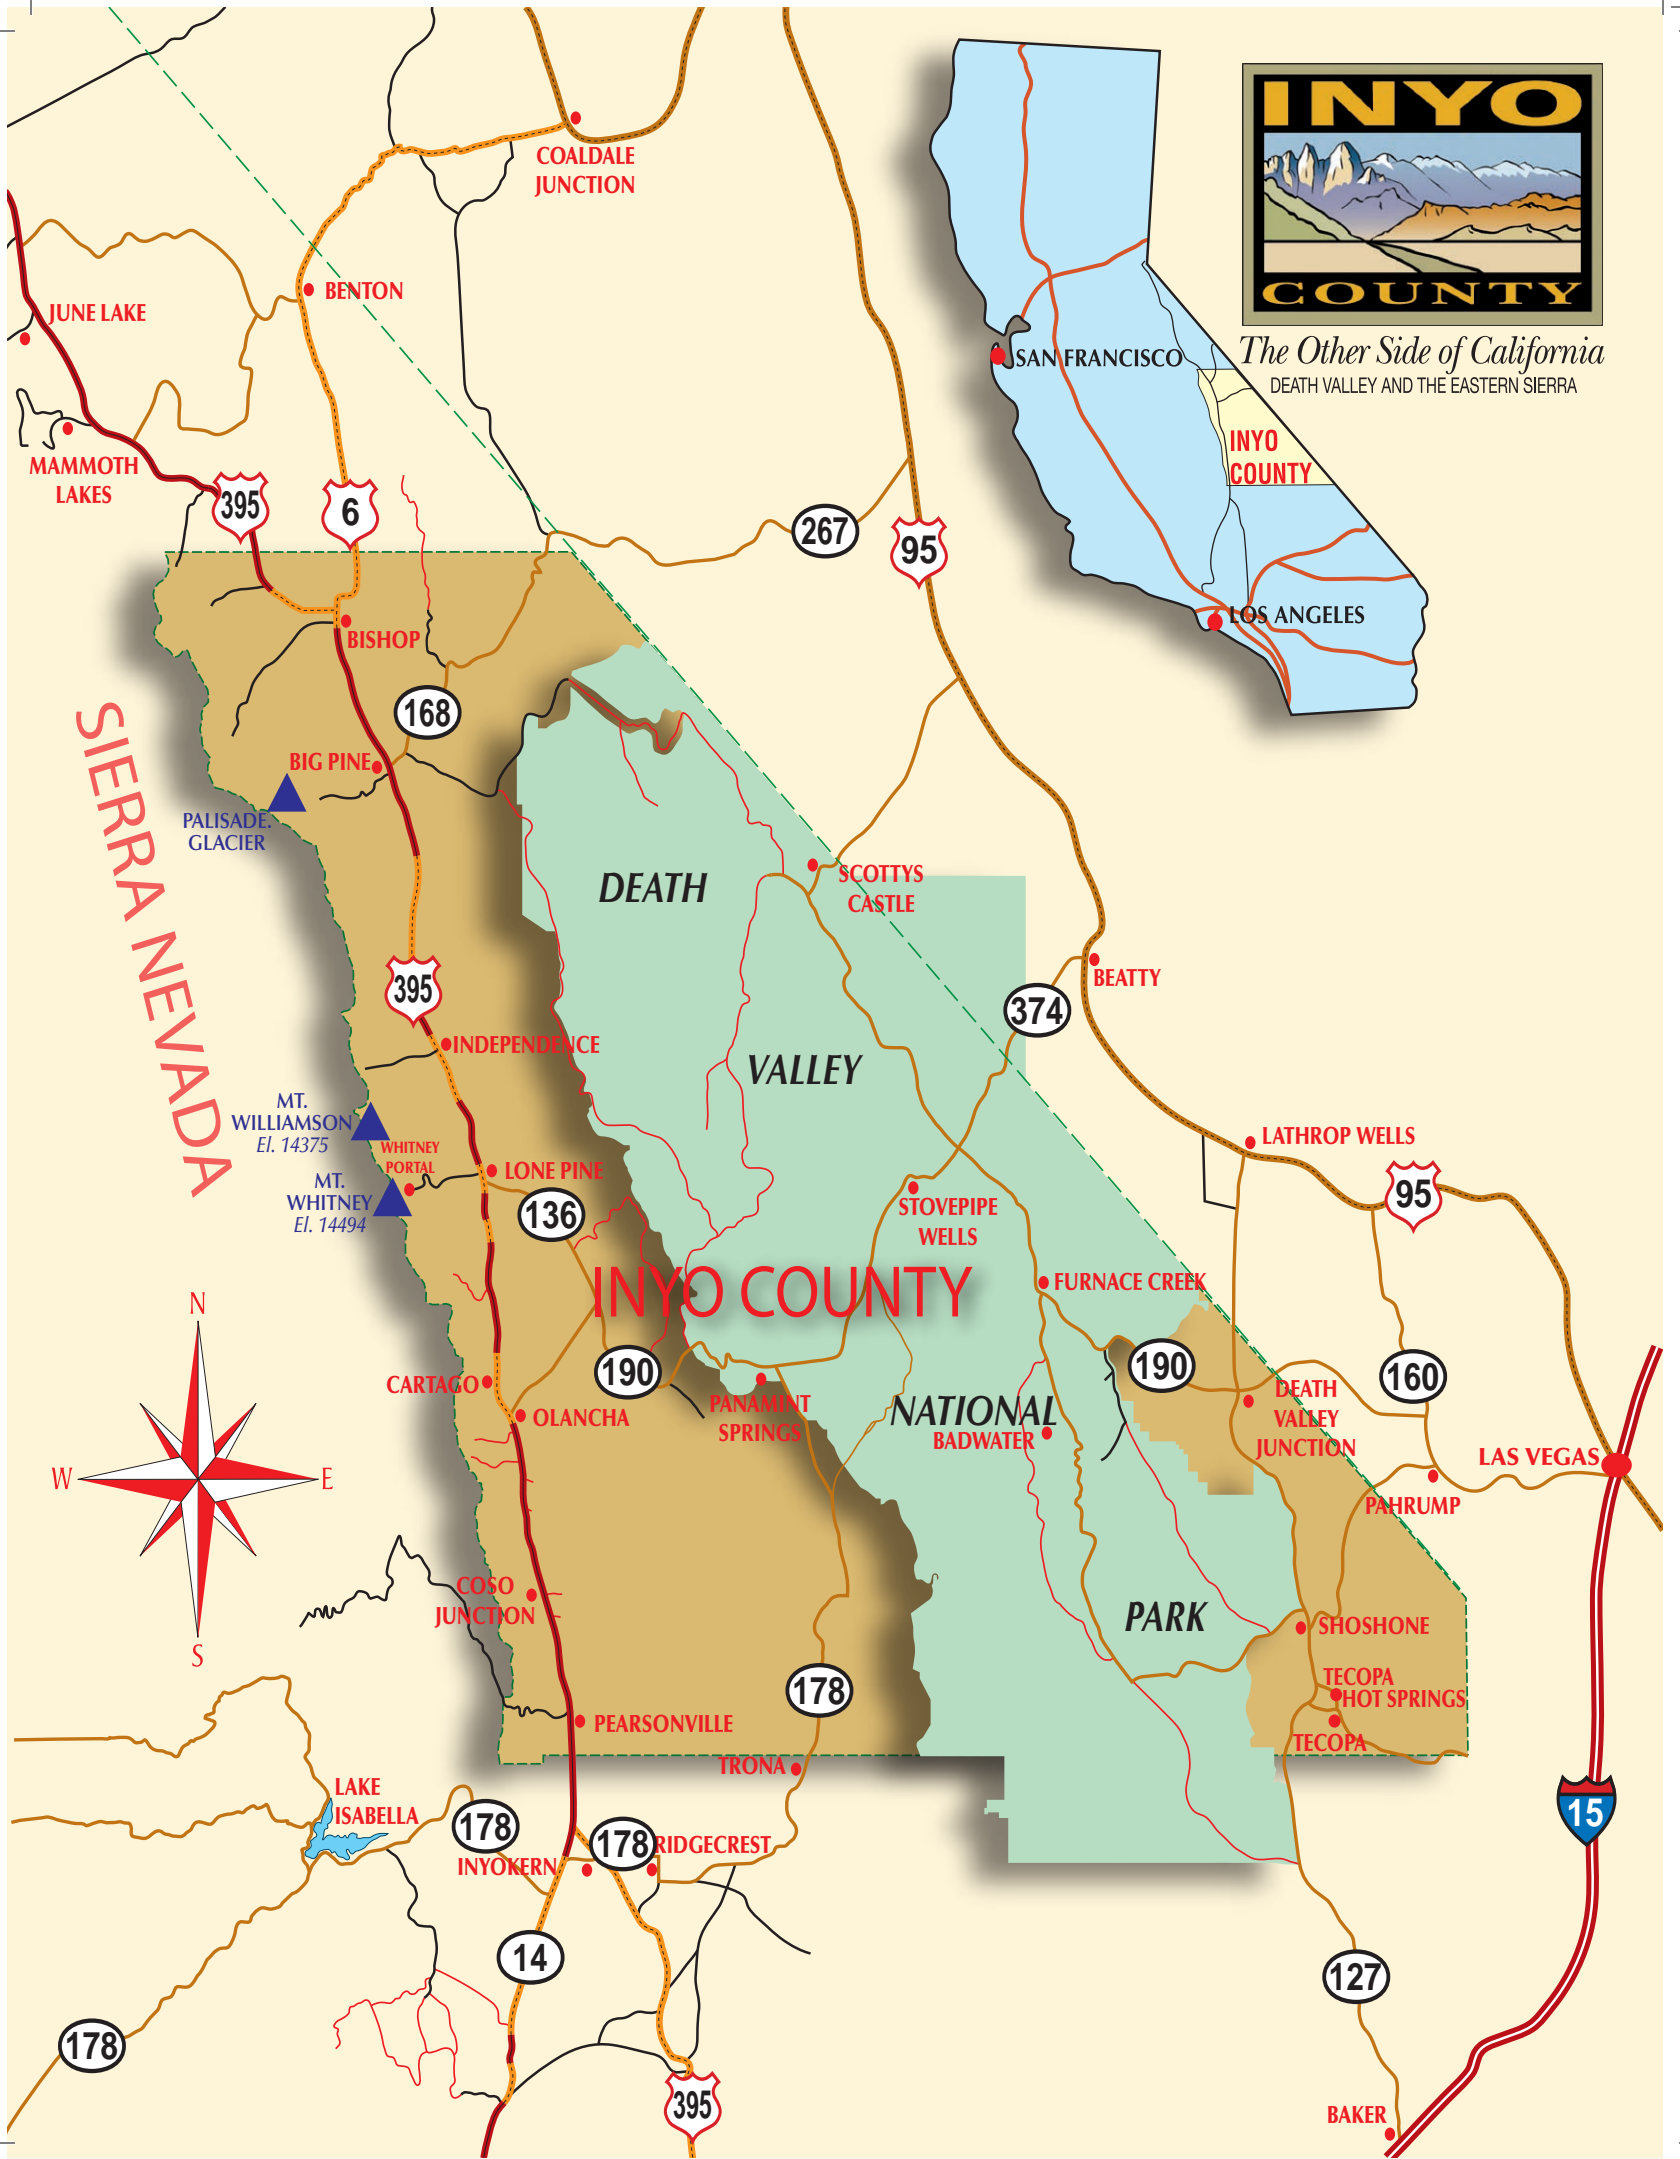 INYO
COUNTY
The Other Side of California
DEATH VALLEY AND THE EASTERN SIERRA
SAN FRANCISCO
INYO
COUNTY
LOS ANGELES
COALDALE
JUNCTION
BENTON
JUNE LAKE
MAMMOTH
LAKES
395
6
267
95
BISHOP
168
SIERRA NEVADA
BIG PINE
PALISADE.
GLACIER
DEATH
SCOTTYS
CASTLE
395
BEATTY
374
INDEPENDENCE
VALLEY
MT.
WILLIAMSON
El. 14375
WHITNEY
PORTAL
LONE PINE
MT.
WHITNEY
El. 14494
136
LATHROP WELLS
95
STOVEPIPE
WELLS
INYO COUNTY
FURNACE CREEK
N
W
E
S
190
190
160
CARTAGO
OLANCHA
PANAMINT
SPRINGS
NATIONAL
BADWATER
DEATH
VALLEY
JUNCTION
LAS VEGAS
PAHRUMP
COSO
JUNCTION
PARK
SHOSHONE
TECOPA
HOT SPRINGS
TECOPA
178
PEARSONVILLE
TRONA
LAKE
ISABELLA
178
178
RIDGECREST
INYOKERN
15
14
127
178
395
BAKER